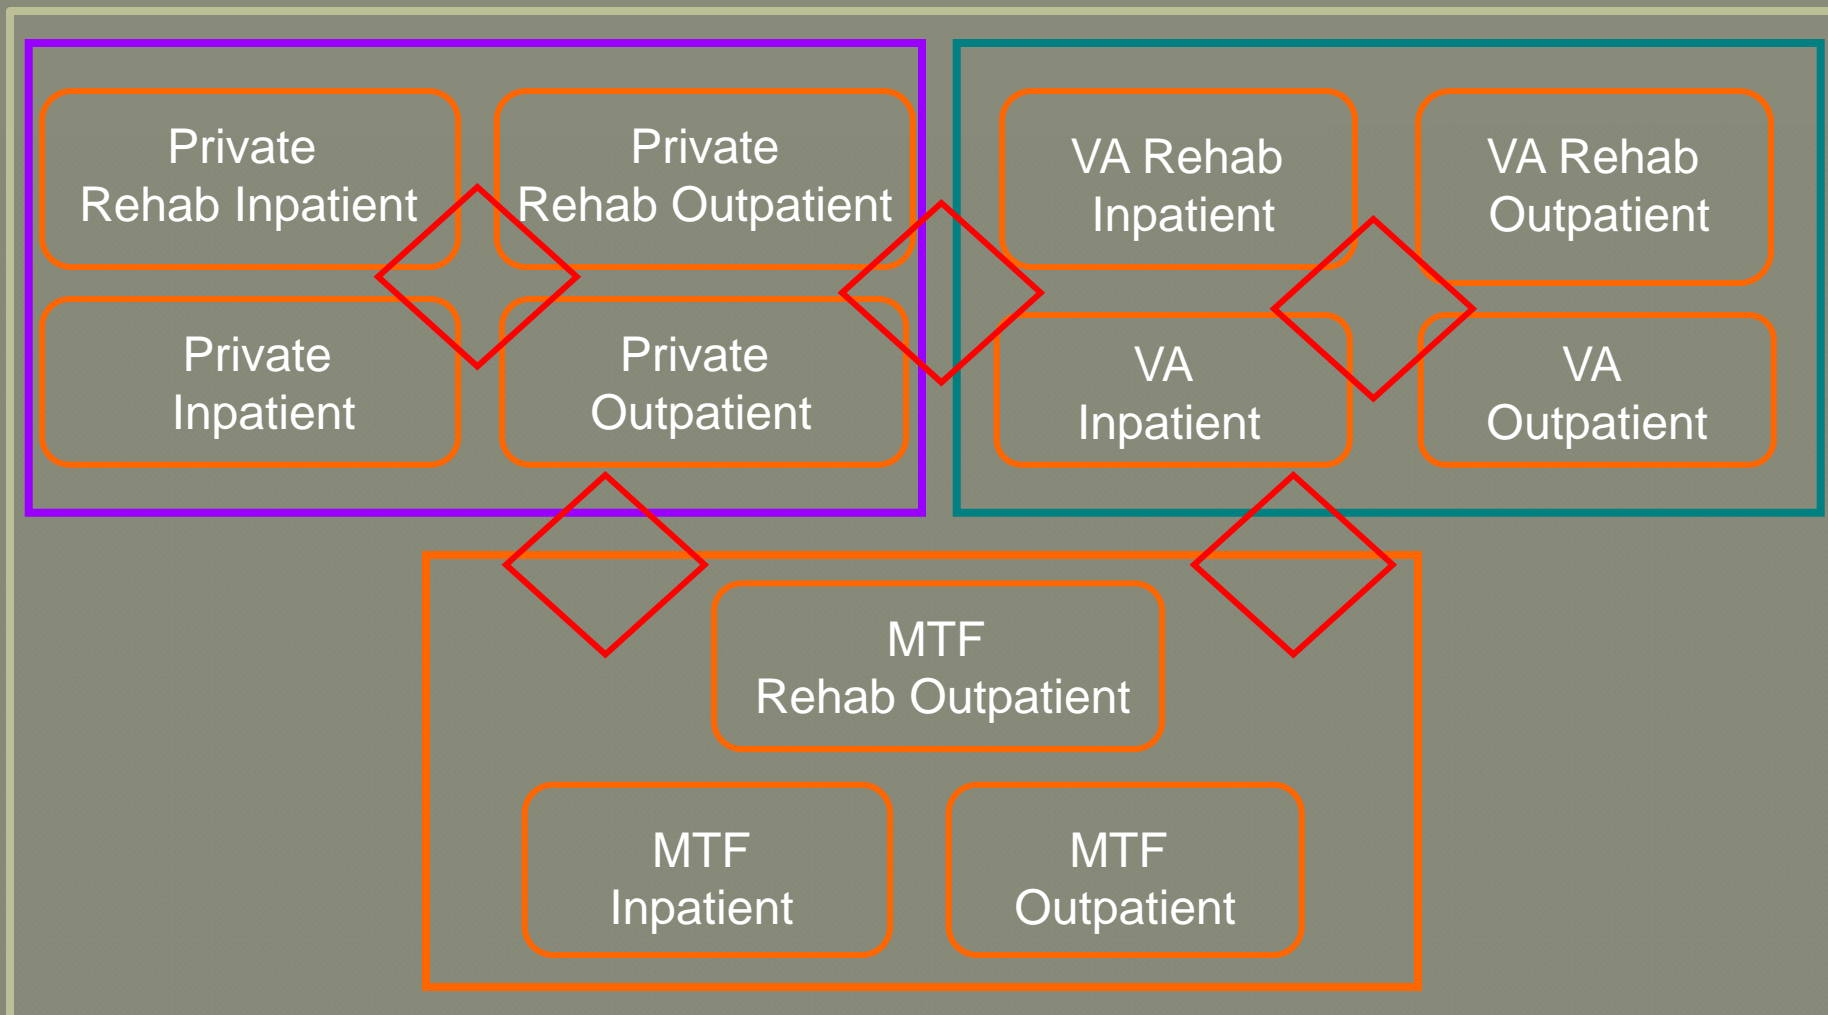 Private
Rehab Inpatient
Private
Rehab Outpatient
Private
Inpatient
Private
Outpatient
VA Rehab
Inpatient
VA Rehab
Outpatient
VA
Inpatient
VA
Outpatient
MTF
Rehab Outpatient
MTF
Inpatient
MTF
Outpatient